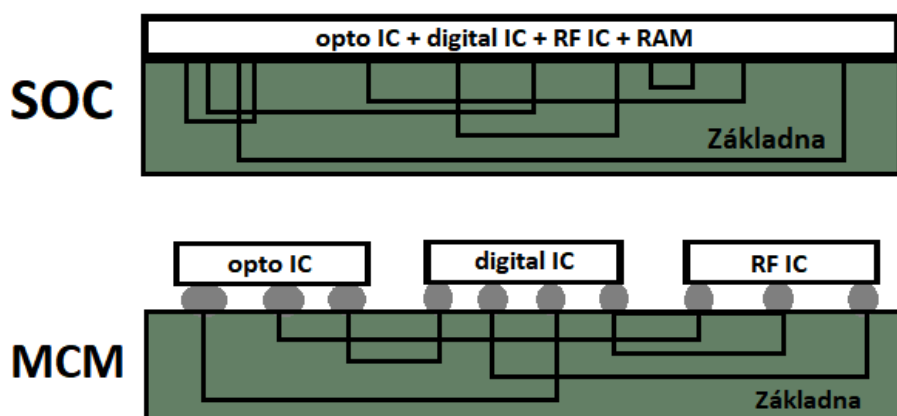 opto IC + digital IC + RF IC + RAM
SOC
Základna
opto IC
digital IC
RF IC
MCM
Základna